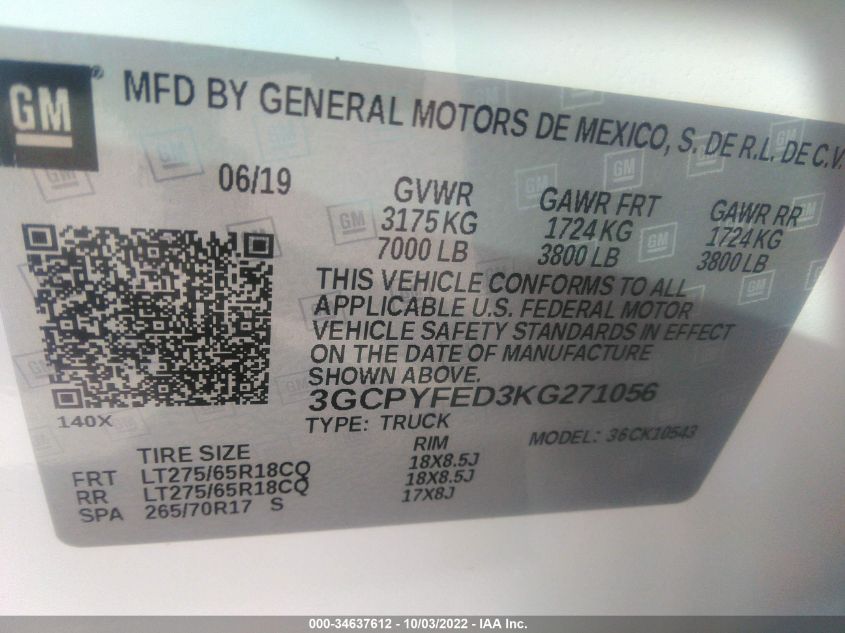 GM
MFD BY GENERAL MOTORS DE MEXICO, S. DE R.L. DE C.V.
06/19
GVWR GAWR FRT GAWR RR
3175 KG 1724 KG 1724 KG
7000 LB 3800 LB 3800 LB
THIS VEHICLE CONFORMS TO ALL
APPLICABLE U.S. FEDERAL MOTOR
VEHICLE SAFETY STANDARDS IN EFFECT
ON THE DATE OF MANUFACTURE
SHOWN ABOVE.
3GCPYFED3KG271056
140X
TYPE: TRUCK MODEL: 36CK10543
TIRE SIZE RIM
FRT LT275/65R18CQ 18X8.5J
RR LT275/65R18CQ 18X8.5J
SPA 265/70R17 S 17X8J
000-34637612 - 10/03/2022 - IAA Inc.